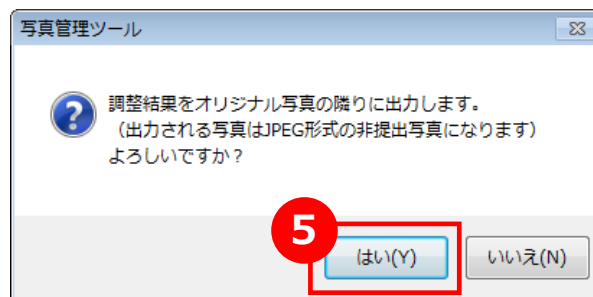 写真管理ツール
調整結果をオリジナル写真の隣りに出力します。
（出力される写真はJPEG形式の非提出写真になります）
よろしいですか？
5
はい(Y)
いいえ(N)